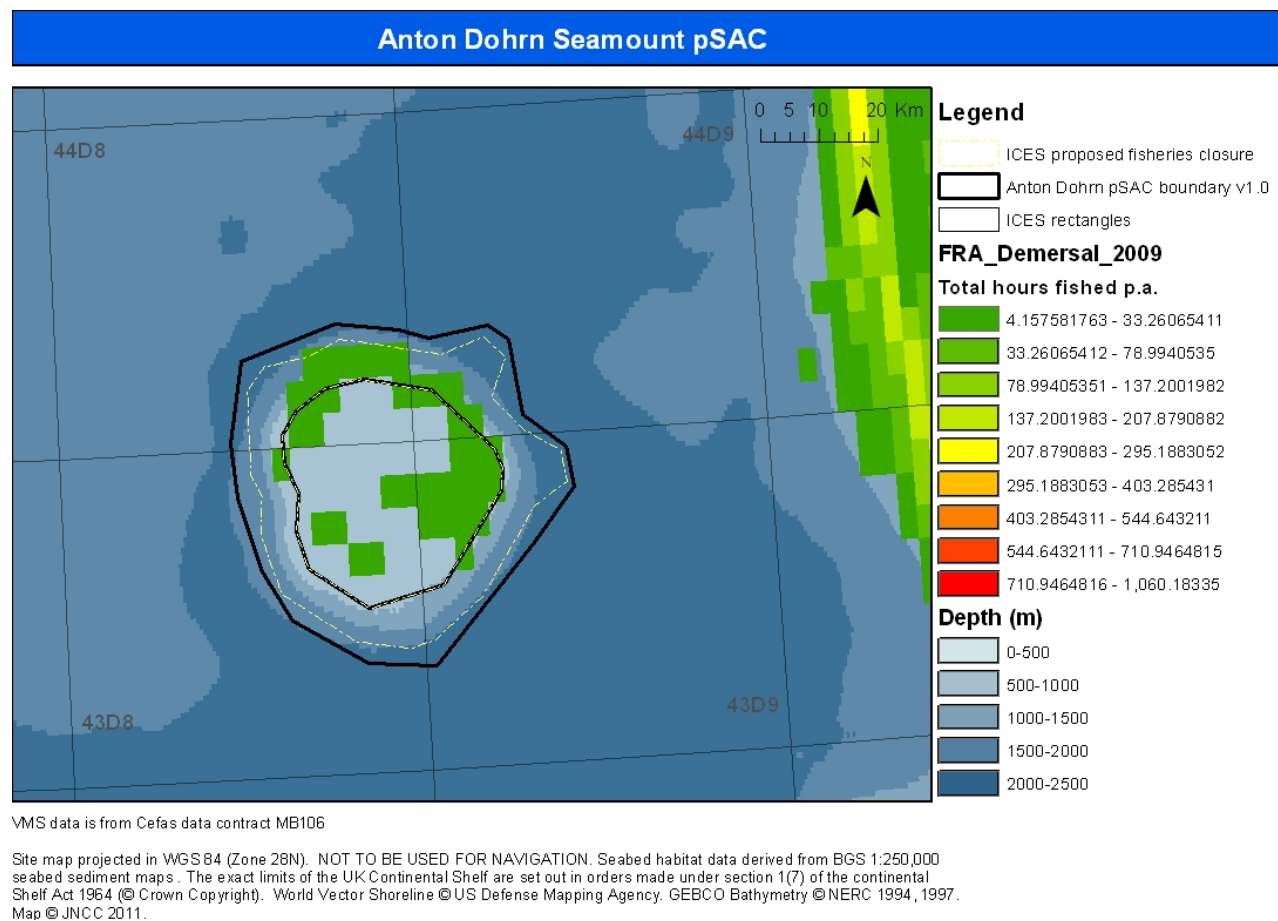 Anton Dohrn Seamount pSAC
44D8
44D9
0 5 10 20 Km
N
43D8
43D9
Legend
ICES proposed fisheries closure
Anton Dohrn pSAC boundary v1.0
ICES rectangles
FRA_Demersal_2009
Total hours fished p.a.
4.157581763 - 33.26065411
33.26065412 - 78.9940535
78.99405351 - 137.2001982
137.2001983 - 207.8790882
207.8790883 - 295.1883052
295.1883053 - 403.285431
403.2854311 - 544.643211
544.6432111 - 710.9464815
710.9464816 - 1,060.18335
Depth (m)
0-500
500-1000
1000-1500
1500-2000
2000-2500
VMS data is from Cefas data contract MB106
Site map projected in WGS 84 (Zone 28N). NOT TO BE USED FOR NAVIGATION. Seabed habitat data derived from BGS 1:250,000
seabed sediment maps . The exact limits of the UK Continental Shelf are set out in orders made under section 1(7) of the continental
Shelf Act 1964 (© Crown Copyright). World Vector Shoreline © US Defense Mapping Agency. GEBCO Bathymetry © NERC 1994, 1997.
Map © JNCC 2011.